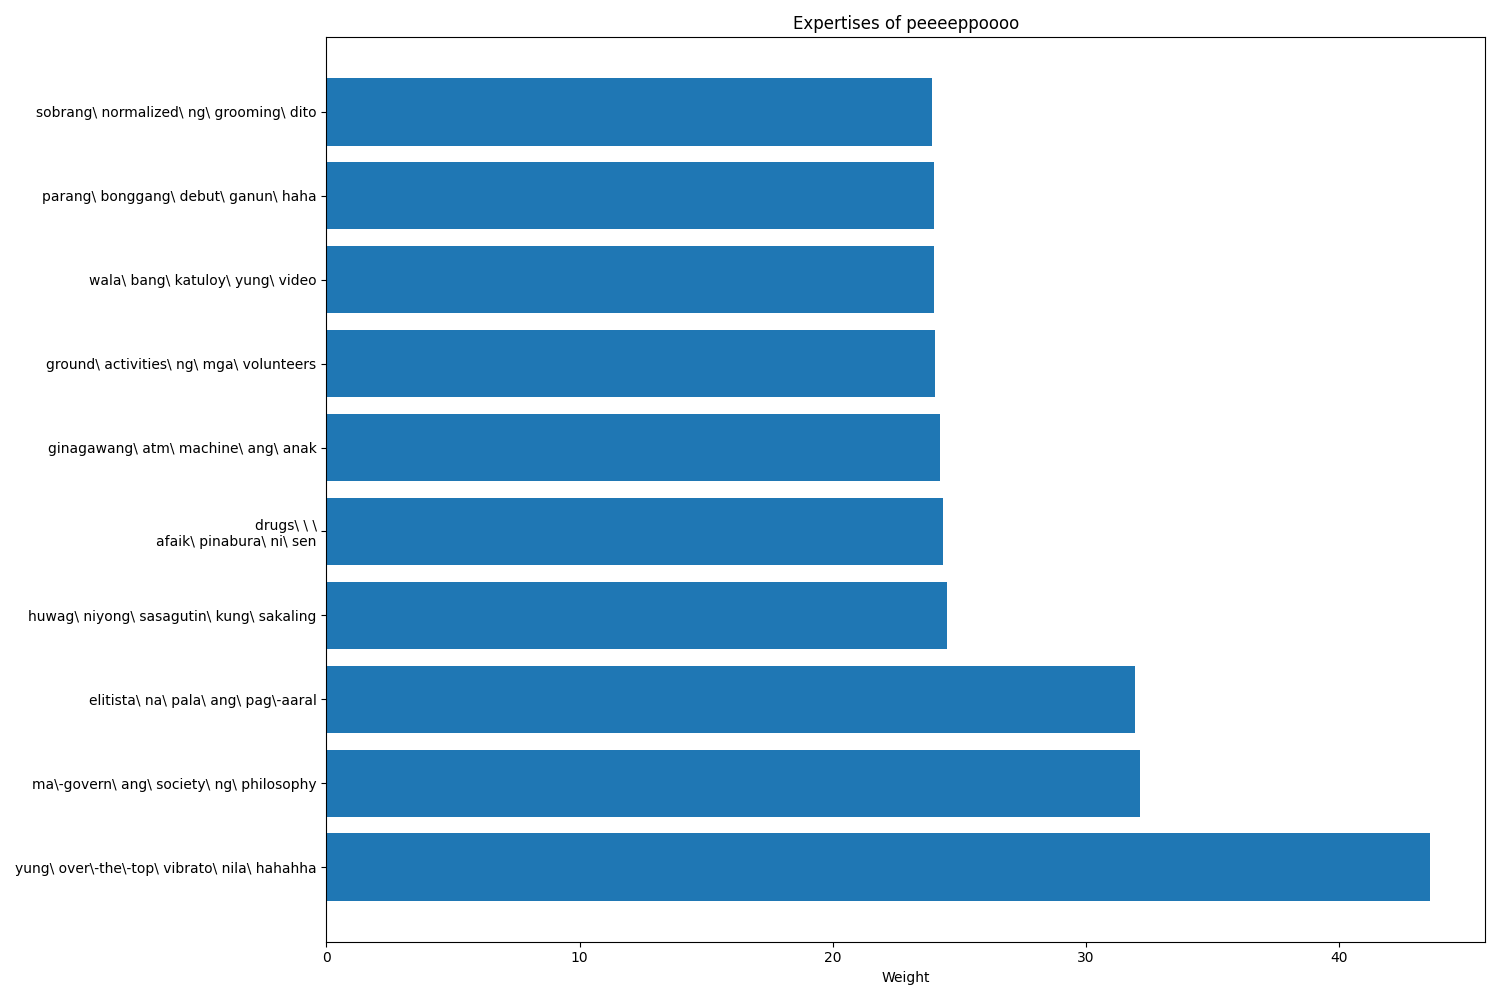 Expertises of peeeeppoooo
sobrang\ normalized\ ng\ grooming\ dito
parang\ bonggang\ debut\ ganun\ haha
wala\ bang\ katuloy\ yung\ video
ground\ activities\ ng\ mga\ volunteers
ginagawang\ atm\ machine\ ang\ anak
drugs\ \ \
afaik\ pinabura\ ni\ sen
huwag\ niyong\ sasagutin\ kung\ sakaling
elitista\ na\ pala\ ang\ pag\-aaral
ma\-govern\ ang\ society\ ng\ philosophy
yung\ over\-the\-top\ vibrato\ nila\ hahahha
0 10 20 30 40
Weight